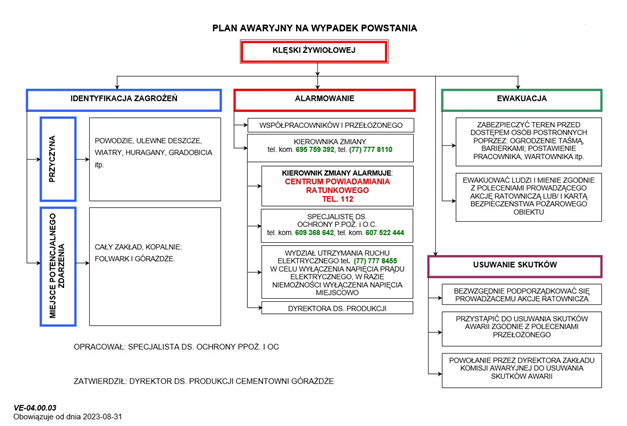 PLAN AWARYJNY NA WYPADEK POWSTANIA
KLĘSKI ŻYWIOŁOWEJ
IDENTYFIKACJA ZAGROŻEŃ
PRZYCZYNA
POWODZIE, ULEWNE DESZCZE,
WIATRY, HURAGANY, GRADOBICIA
itp.
MIEJSCE POTENCJALNEGO
ZDARZENIA
CAŁY ZAKŁAD, KOPALNIE:
FOLWARK I GÓRAŻDŻE.
ALARMOWANIE
WSPÓŁPRACOWNIKÓW I PRZEŁOŻONEGO
KIEROWNIKA ZMIANY
tel. kom. 695 759 392, tel. (77) 777 8110
KIEROWNIK ZMIANY ALARMUJE:
CENTRUM POWIADAMIANIA
RATUNKOWEGO
TEL. 112
SPECJALISTĘ DS.
OCHRONY P.POŻ. i O.C.
tel. kom. 609 368 642, tel. kom. 607 522 444
WYDZIAŁ UTRZYMANIA RUCHU
ELEKTRYCZNEGO tel. (77) 777 8455
W CELU WYŁĄCZENIA NAPIĘCIA PRĄDU
ELEKTRYCZNEGO, W RAZIE
NIEMOŻNOŚCI WYŁĄCZENIA NAPIĘCIA
MIEJSCOWO
DYREKTORA DS. PRODUKCJI
EWAKUACJA
ZABEZPIECZYĆ TEREN PRZED
DOSTĘPEM OSÓB POSTRONNYCH
POPRZEZ: OGRODZENIE TAŚMĄ,
BARIERKAMI; POSTAWIENIE
PRACOWNIKA, WARTOWNIKA itp.
EWAKUOWAĆ LUDZI I MIENIE ZGODNIE
Z POLECENIAMI PROWADZĄCEGO
AKCJĘ RATOWNICZĄ LUB/ I KARTĄ
BEZPIECZEŃSTWA POŻAROWEGO
OBIEKTU
USUWANIE SKUTKÓW
BEZWZGLĘDNIE PODPORZĄDKOWAĆ SIĘ
PROWADZACEMU AKCJE RATOWNICZĄ
PRZYSTĄPIĆ DO USUWANIA SKUTKÓW
AWARII ZGODNIE Z POLECENIAMI
PRZEŁOŻONEGO
POWOŁANIE PRZEZ DYREKTORA ZAKŁADU
KOMISJI AWARYJNEJ DO USUWANIA
SKUTKÓW AWARII
OPRACOWAŁ: SPECJALISTA DS. OCHRONY PPOŻ. I OC
ZATWIERDZIŁ: DYREKTOR DS. PRODUKCJI CEMENTOWNI GÓRAŻDŻE
VE-04.00.03
Obowiązuje od dnia 2023-08-31